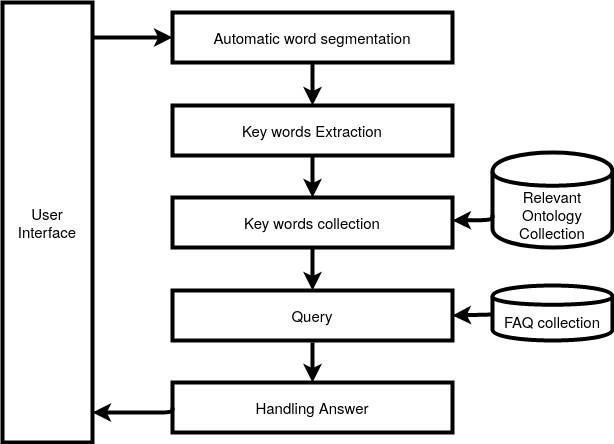 Automatic word segmentation
Key words Extraction
User
Interface
Key words collection
Relevant
Ontology
Collection
Query
FAQ collection
Handling Answer